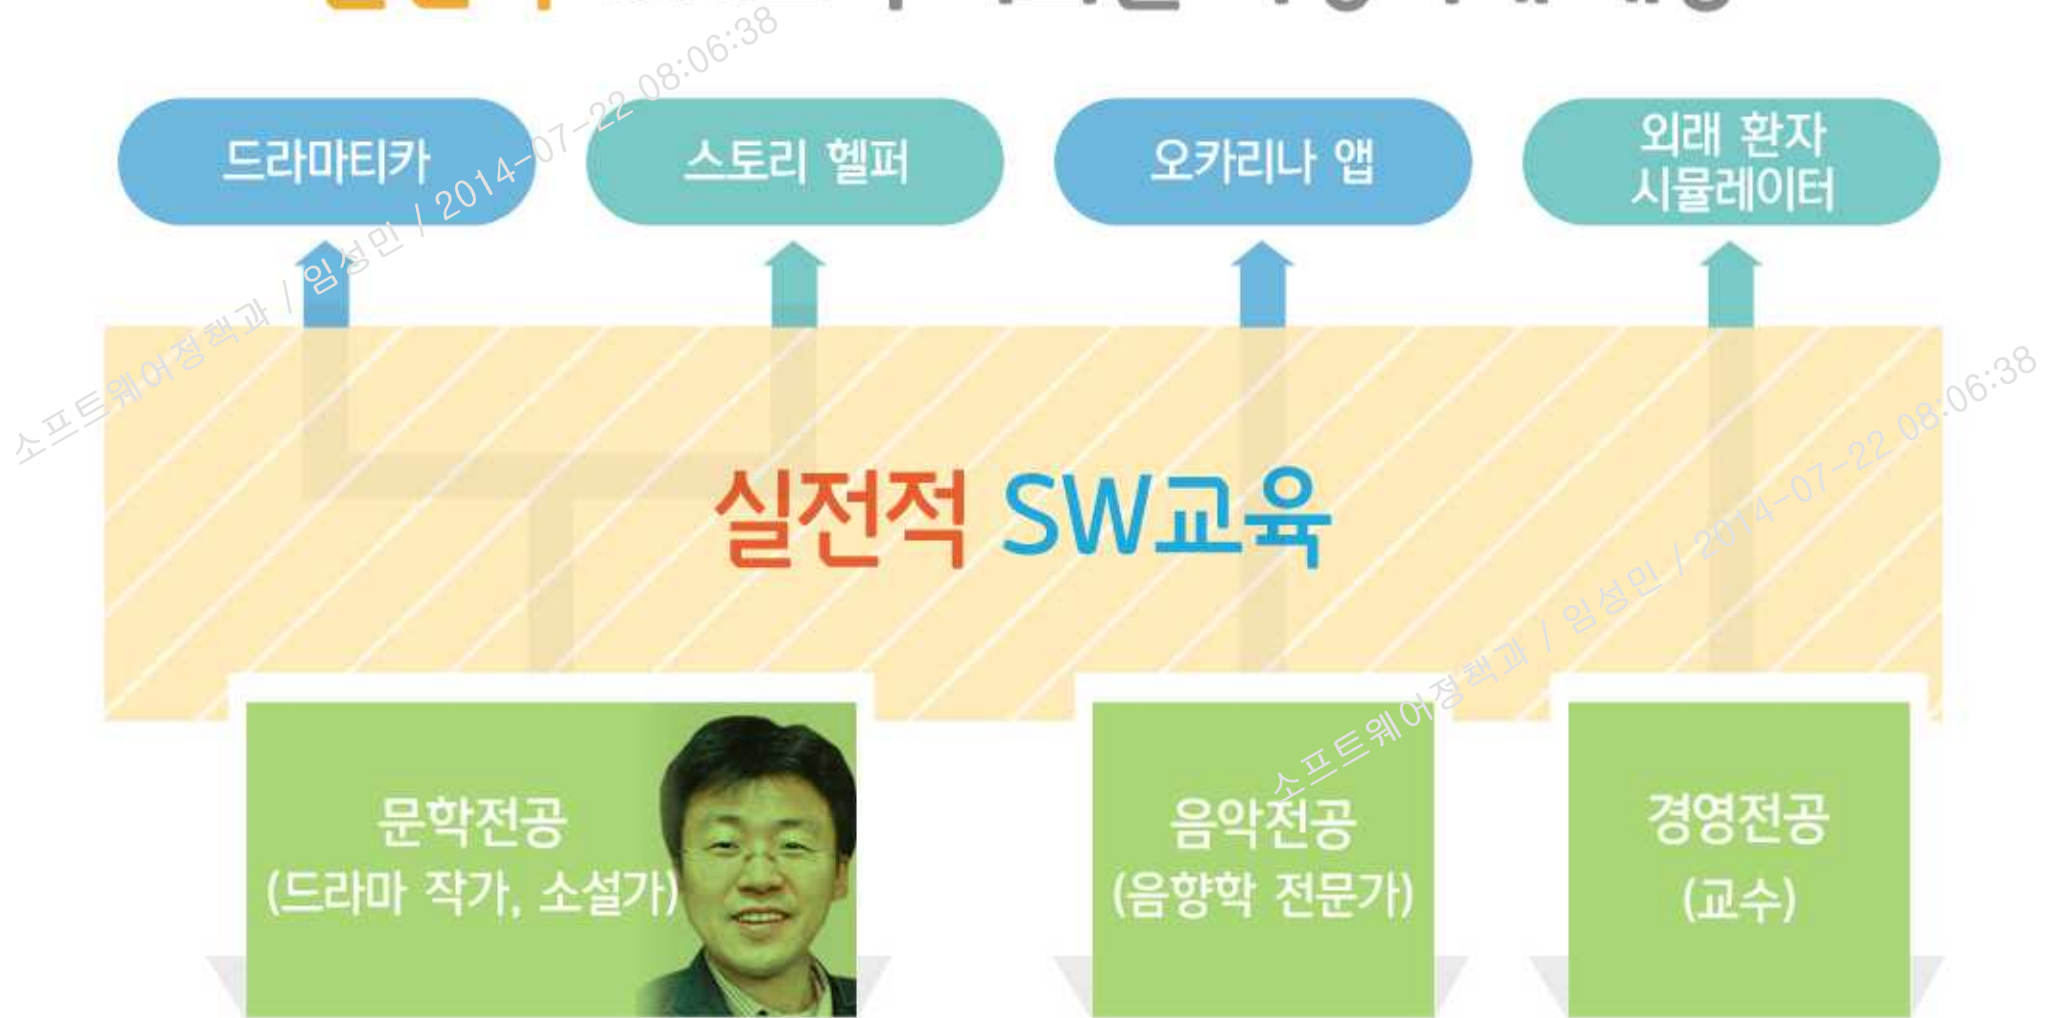 드라마티카
스토리 헬퍼
오카리나 앱
외래 환자
시뮬레이터
실전적 SW교육
문학전공
(드라마 작가, 소설가)
음악전공
(음향학 전문가)
경영전공
(교수)
소프트웨어정책과 / 임성민 / 2014-07-22 08:06:38
소프트웨어정책과 / 임성민 / 2014-07-22 08:06:38